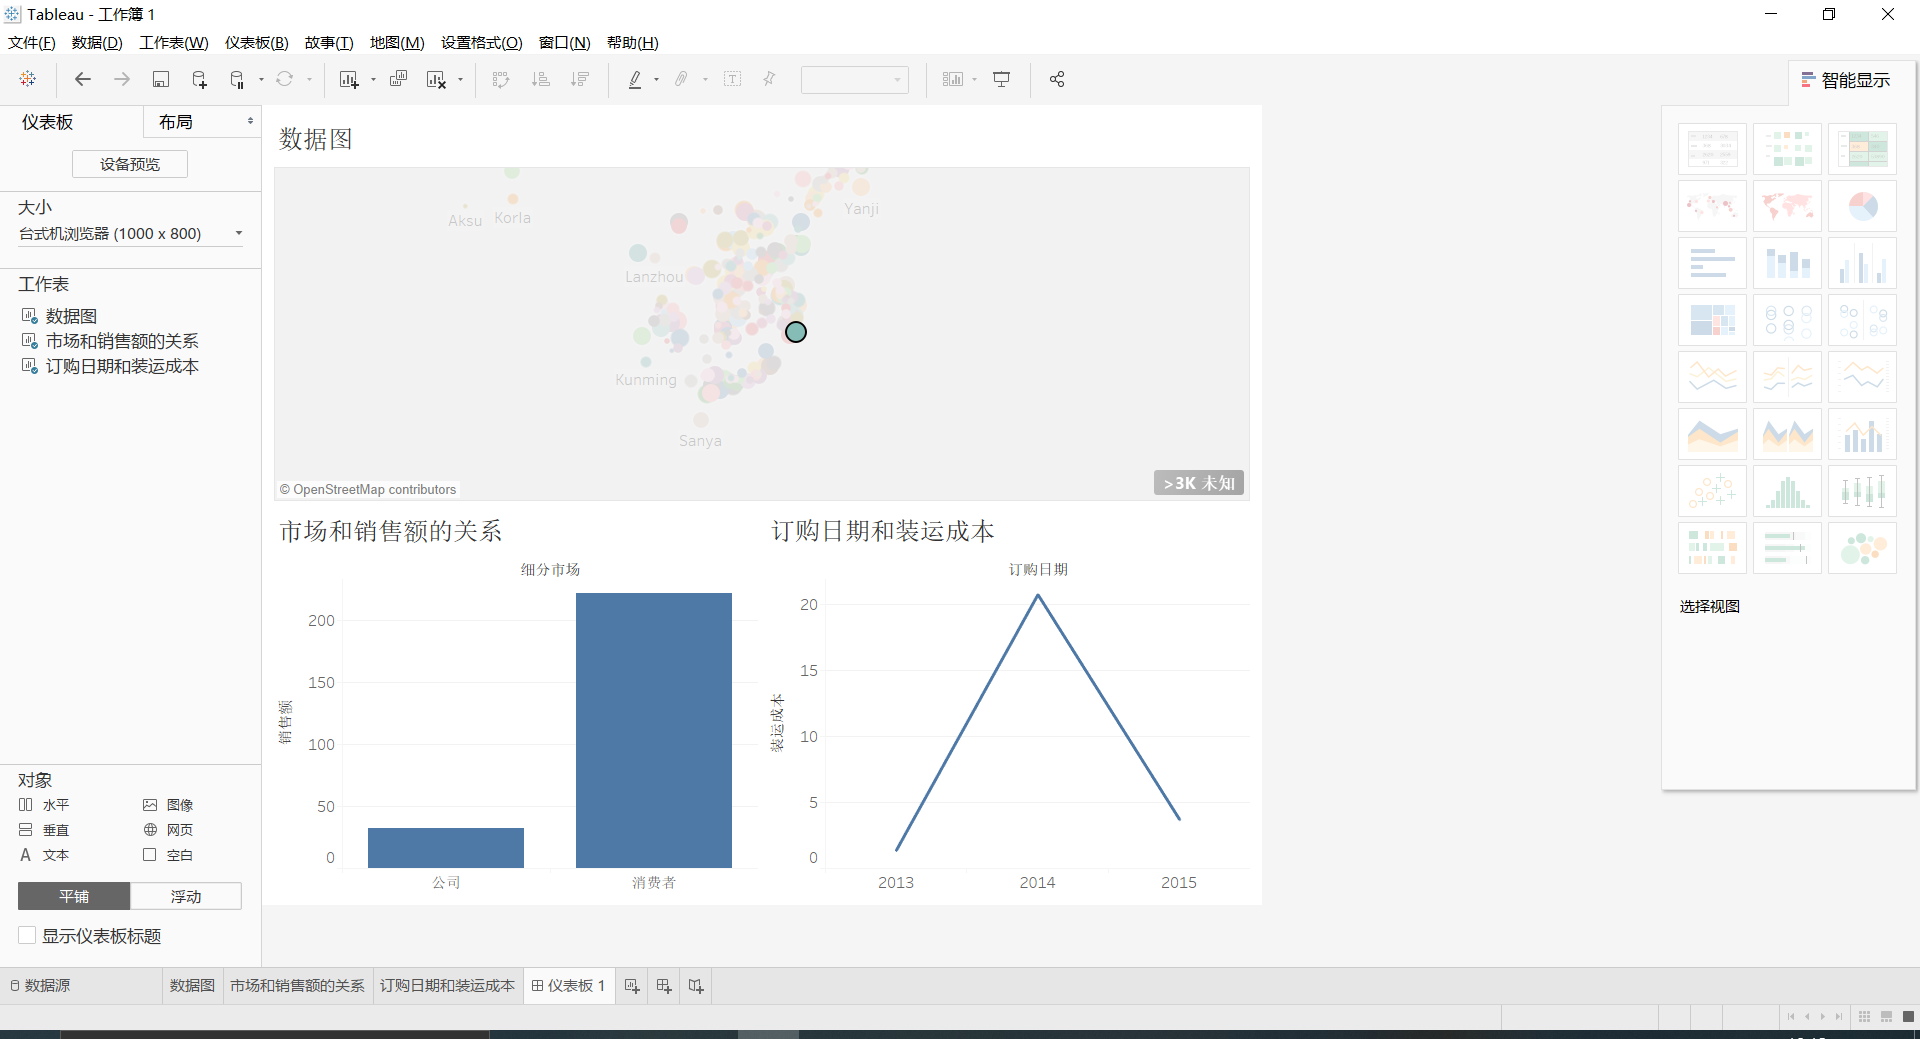 Tableau - 工作簿 1
文件(F) 数据(D) 工作表(W) 仪表板(B) 故事(T) 地图(M) 设置格式(O) 窗口(N) 帮助(H)
智能显示
仪表板 布局
设备预览
大小
台式机浏览器 (1000 x 800)
工作表
数据图
市场和销售额的关系
订购日期和装运成本
对象
水平 图像
垂直 网页
文本 空白
平铺 浮动
显示仪表板标题
数据图
Aksu Korla Yanji
Lanzhou
Kunming
Sanya
© OpenStreetMap contributors
>3K 未知
市场和销售额的关系
细分市场
销售额
200
150
100
50
0
公司 消费者
订购日期和装运成本
订购日期
装运成本
20
15
10
5
0
2013 2014 2015
选择视图
数据源 数据图 市场和销售额的关系 订购日期和装运成本 仪表板 1